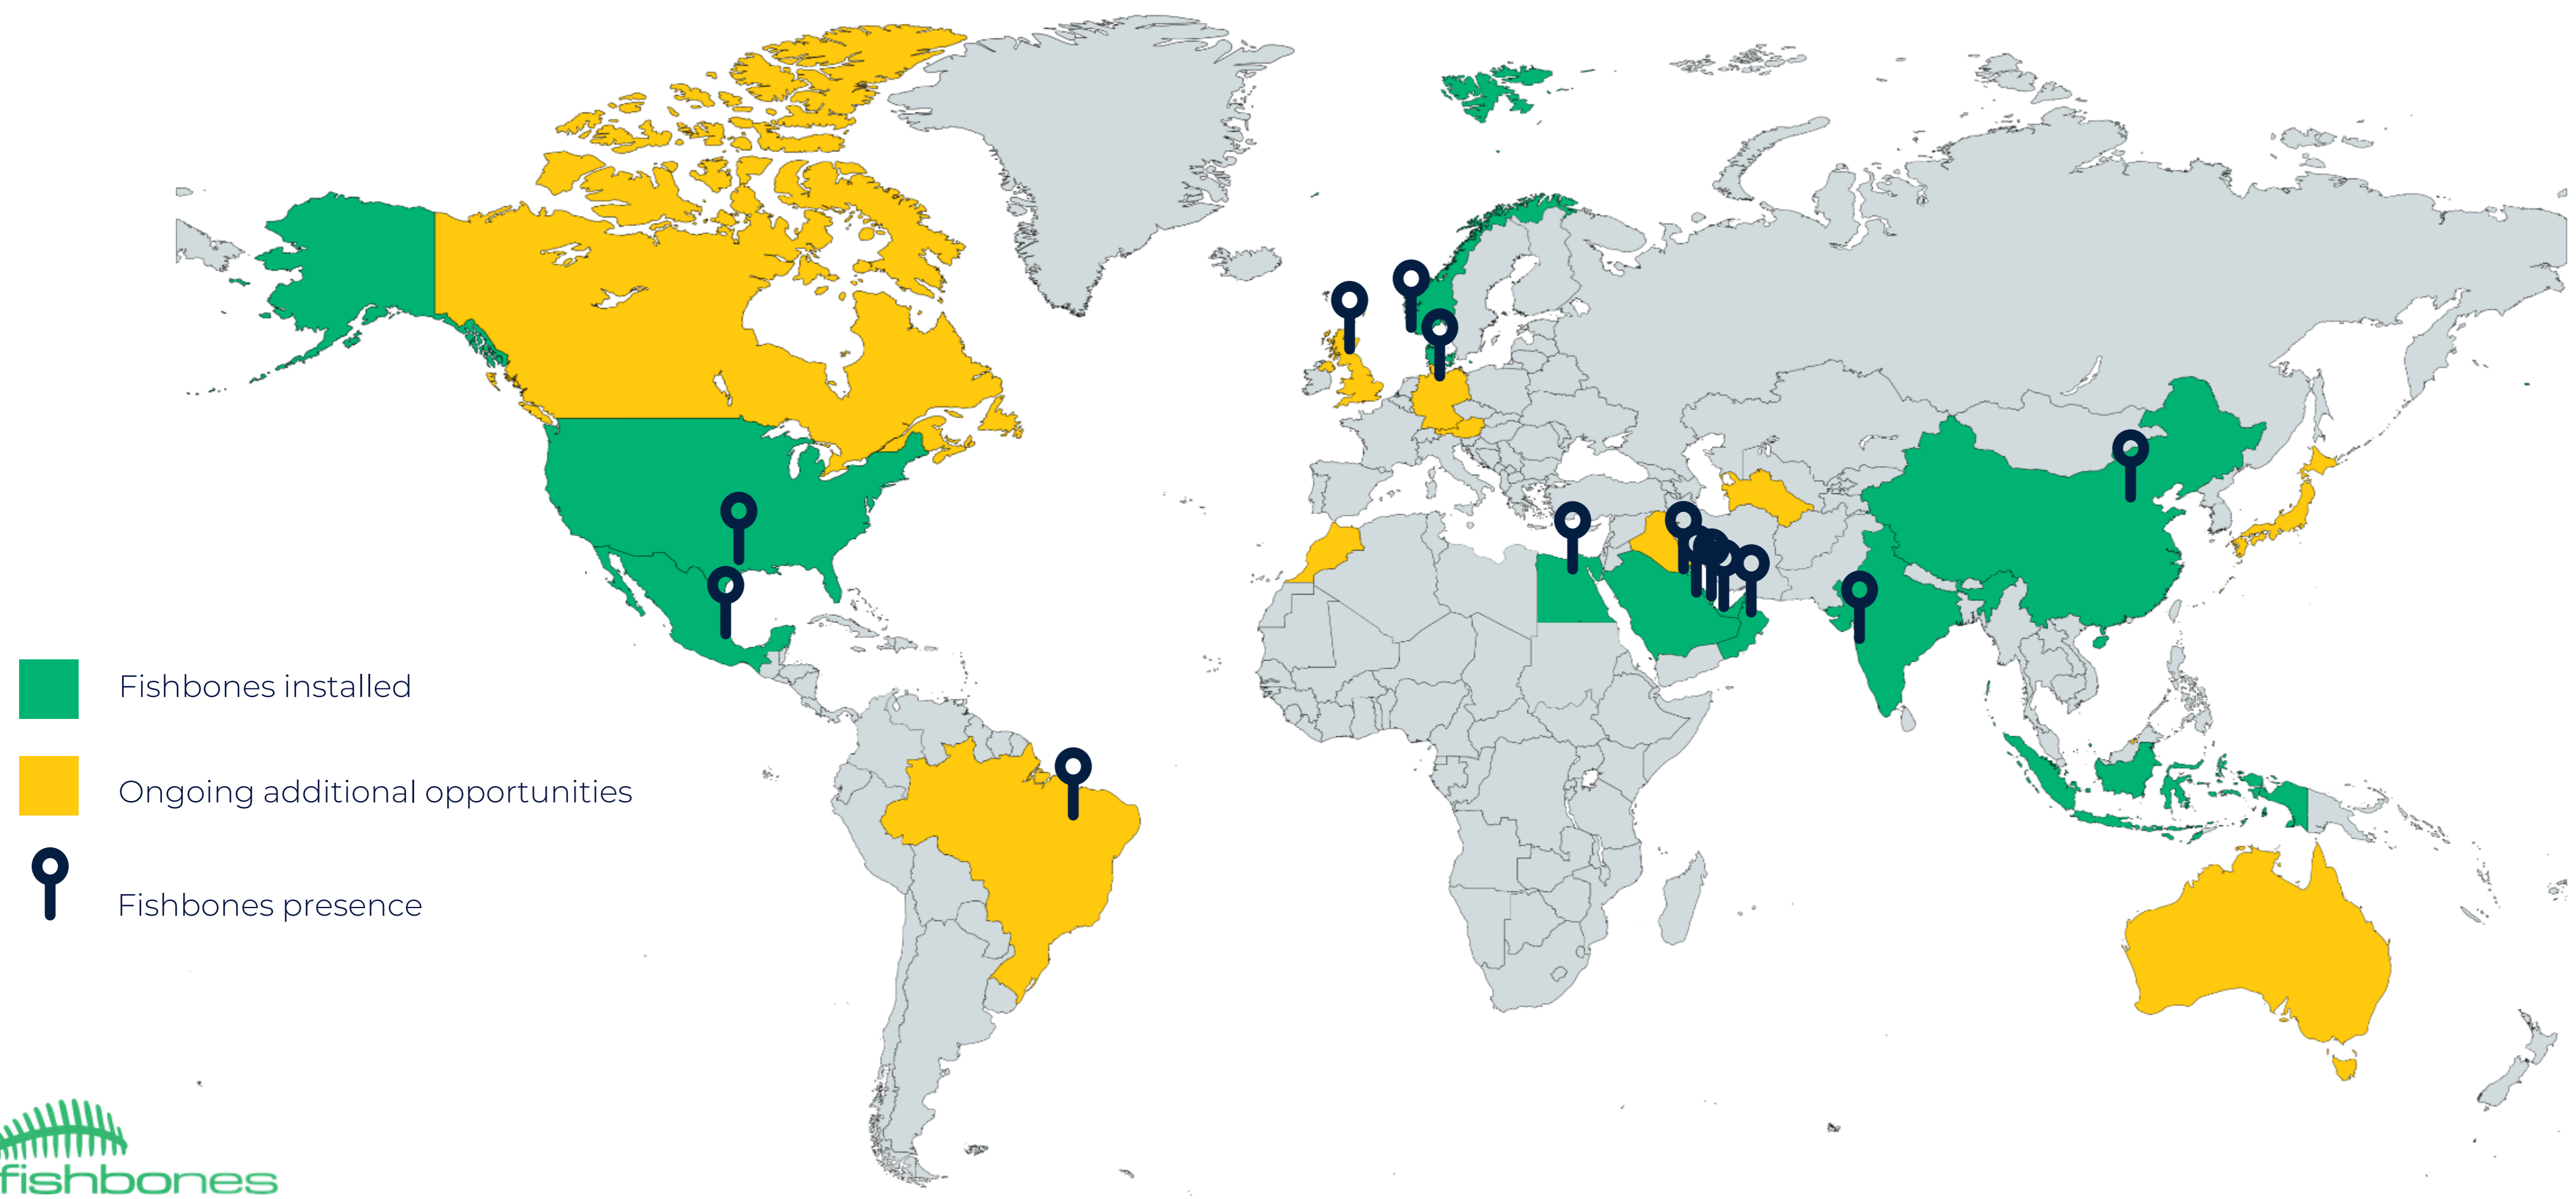 Fishbones installed
Ongoing additional opportunities
Fishbones presence
fishbones